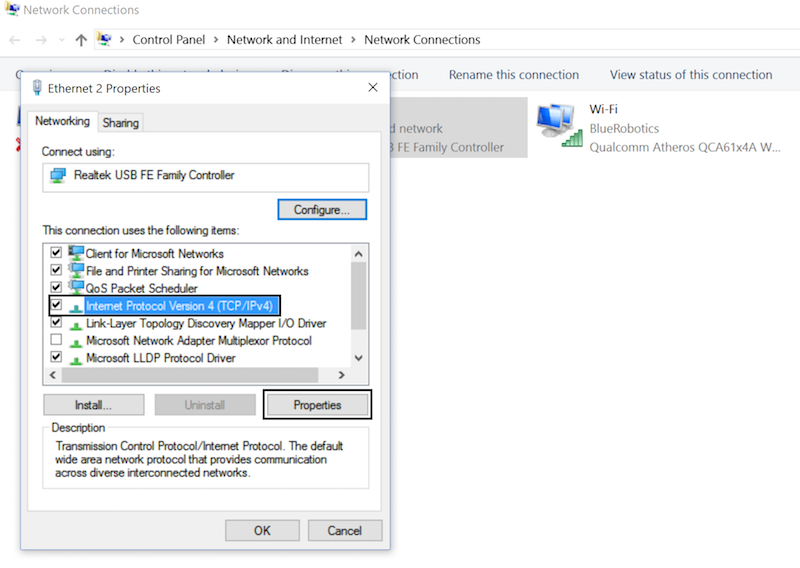 Network Connections
Control Panel > Network and Internet > Network Connections
Rename this connection View status of this connection
Ethernet 2 Properties
Networking Sharing
Connect using:
Realtek USB FE Family Controller
Configure...
This connection uses the following items:
Client for Microsoft Networks
File and Printer Sharing for Microsoft Networks
QoS Packet Scheduler
Internet Protocol Version 4 (TCP/IPv4)
Link-Layer Topology Discovery Mapper I/O Driver
Microsoft Network Adapter Multiplexor Protocol
Microsoft LLDP Protocol Driver
Install... Uninstall Properties
Description
Transmission Control Protocol/Internet Protocol. The default
wide area network protocol that provides communication
across diverse interconnected networks.
OK Cancel
network
FE Family Controller
Wi-Fi
BlueRobotics
Qualcomm Atheros QCA61x4A W...